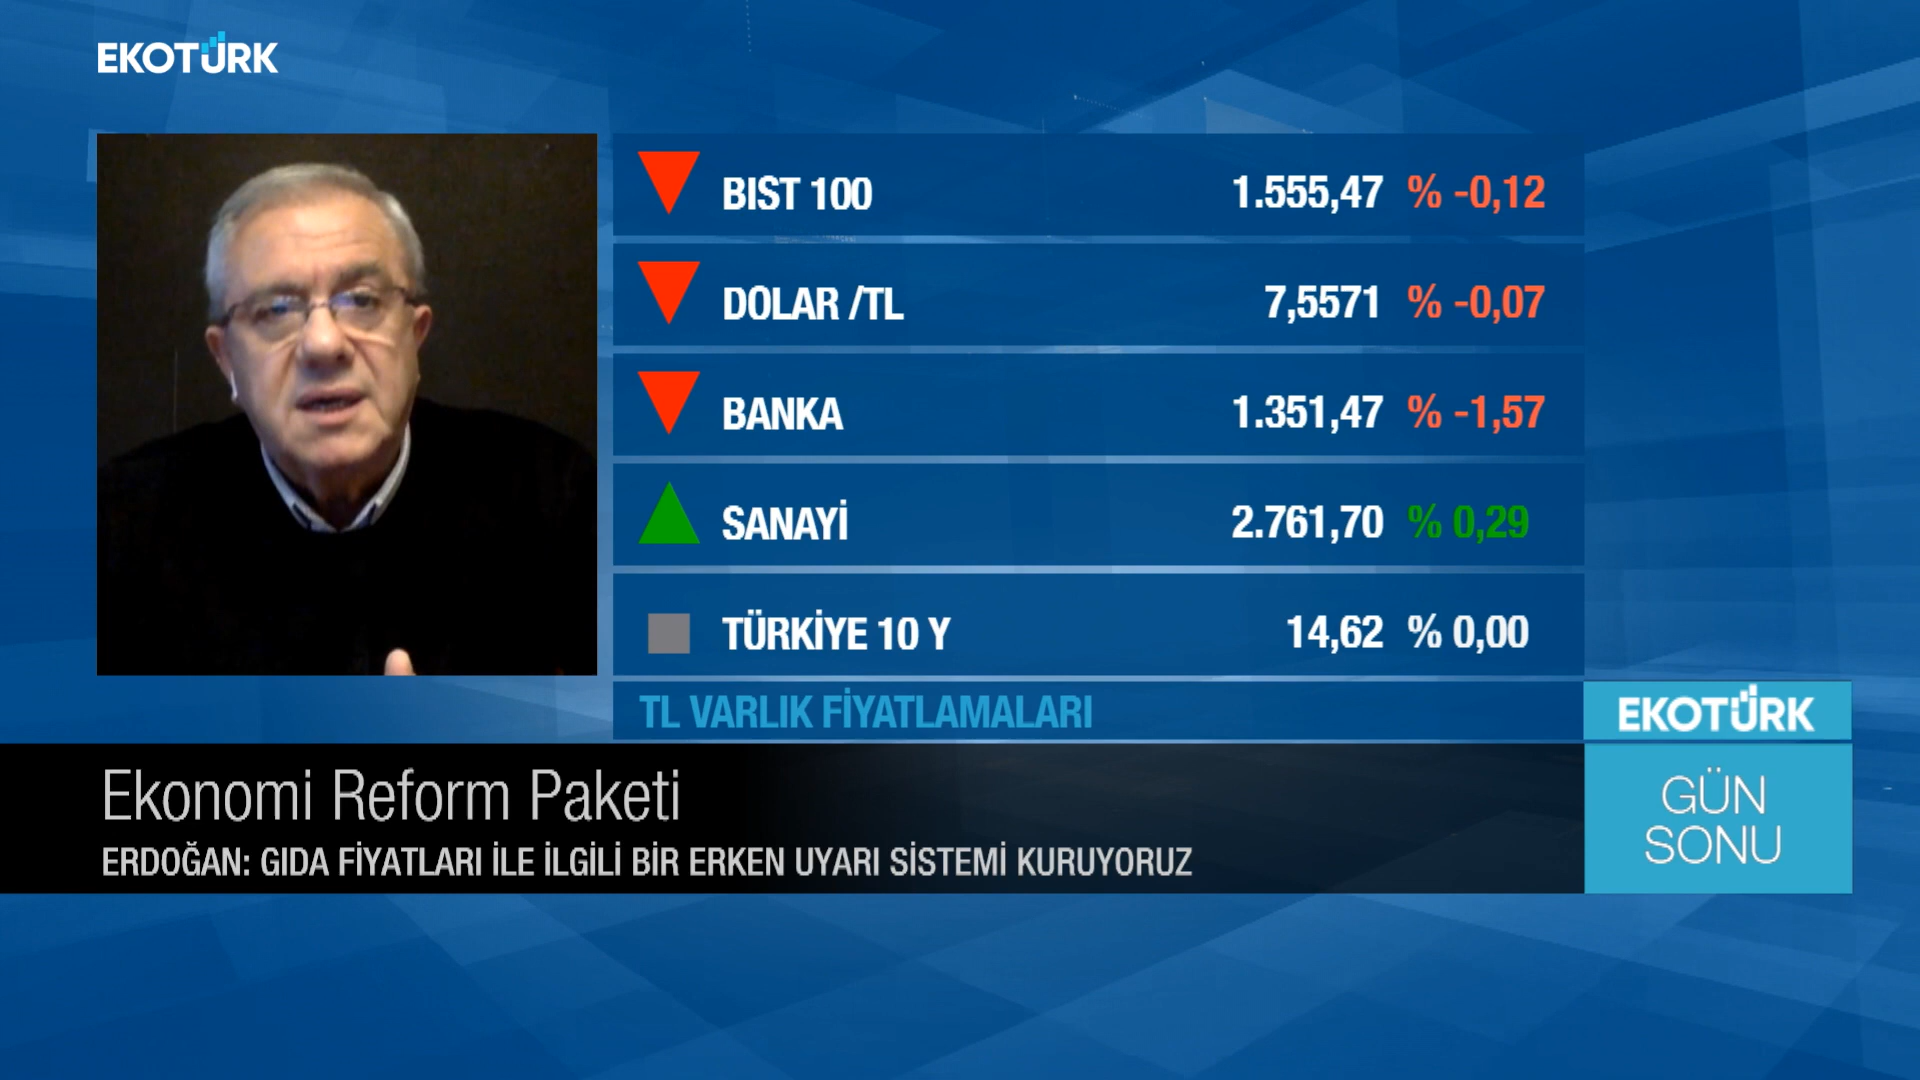 EKOTÜRK
BIST 100 1.555,47 % -0,12
DOLAR /TL 7,5571 % -0,07
BANKA 1.351,47 % -1,57
SANAYİ 2.761,70 % 0,29
TÜRKİYE 10 Y 14,62 % 0,00
TL VARLIK FİYATLAMALARI
EKOTÜRK
Ekonomi Reform Paketi
ERDOĞAN: GIDA FİYATLARI İLE İLGİLİ BİR ERKEN UYARI SİSTEMİ KURUYORUZ
GÜN
SONU